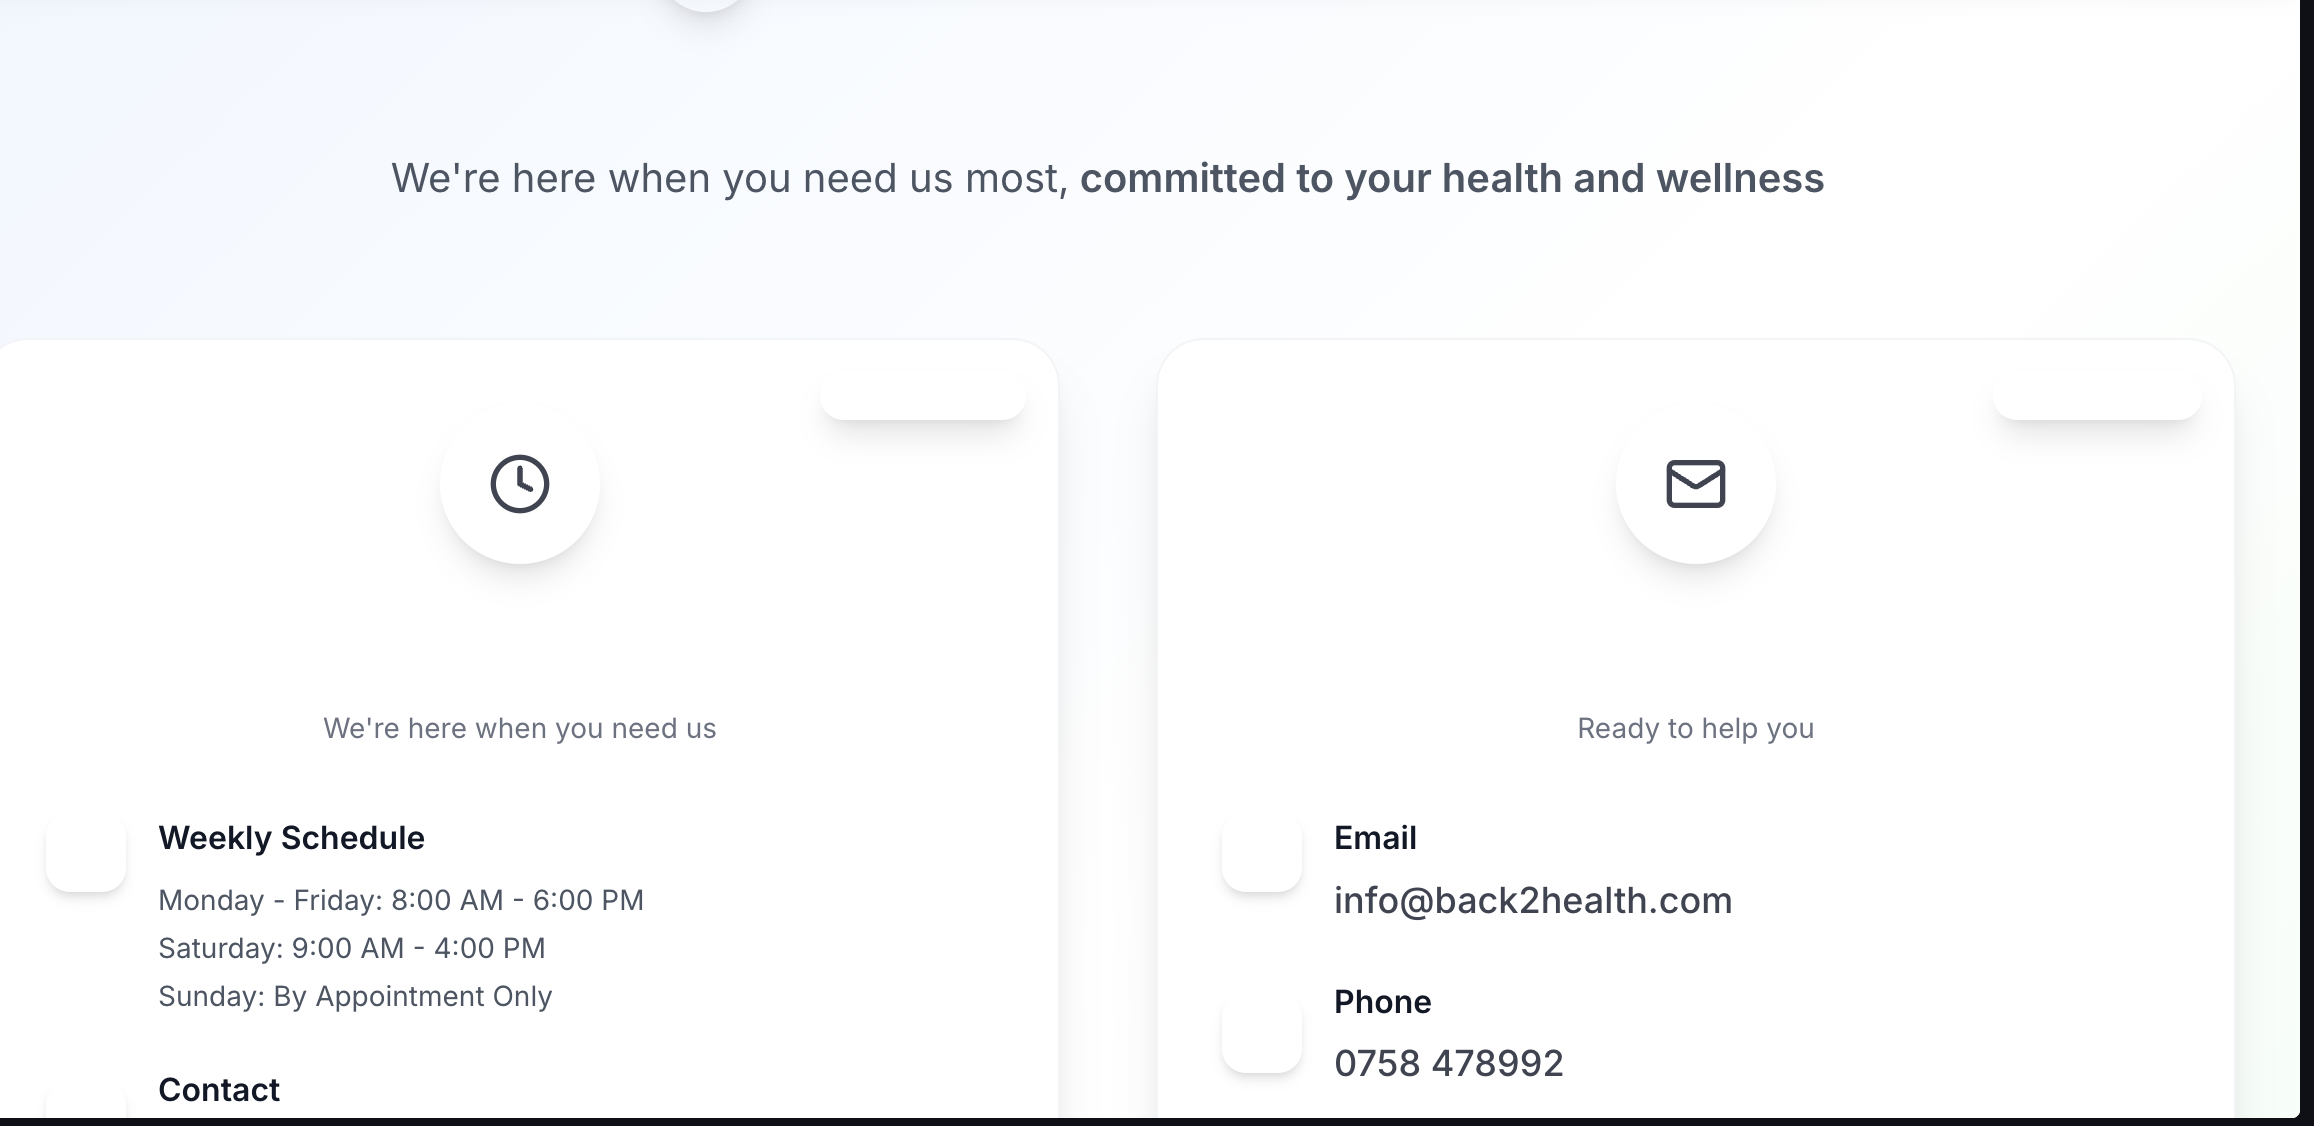 We're here when you need us most, committed to your health and wellness
We're here when you need us
Weekly Schedule
Monday - Friday: 8:00 AM - 6:00 PM
Saturday: 9:00 AM - 4:00 PM
Sunday: By Appointment Only
Contact
Ready to help you
Email
info@back2health.com
Phone
0758 478992